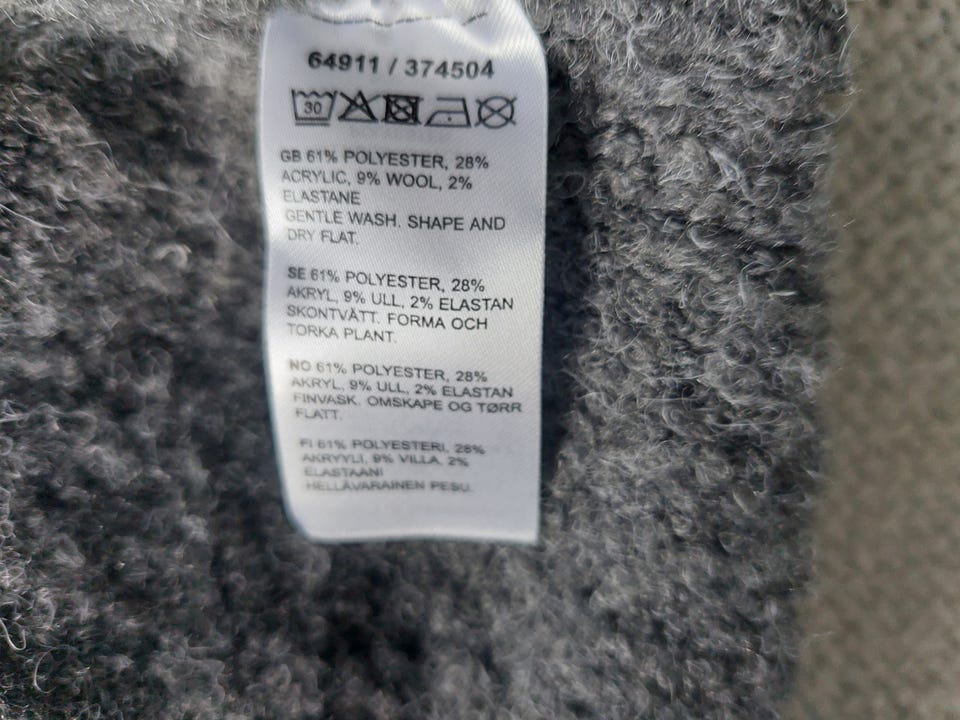 64911 / 374504
30
GB 61% POLYESTER, 28%
ACRYLIC, 9% WOOL, 2%
ELASTANE
GENTLE WASH. SHAPE AND
DRY FLAT.
SE 61% POLYESTER, 28%
AKRYL, 9% ULL, 2% ELASTAN
SKONTVÄTT. FORMA OCH
TORKA PLANT.
NO 61% POLYESTER, 28%
AKRYL, 9% ULL, 2% ELASTAN
FINVASK. OMSKAPE OG TØRR
FLATT.
FI 61% POLYESTERI, 28%
AKRYYLI, 9% VILLA, 2%
ELASTAANI
HELLÄVARAINEN PESU.